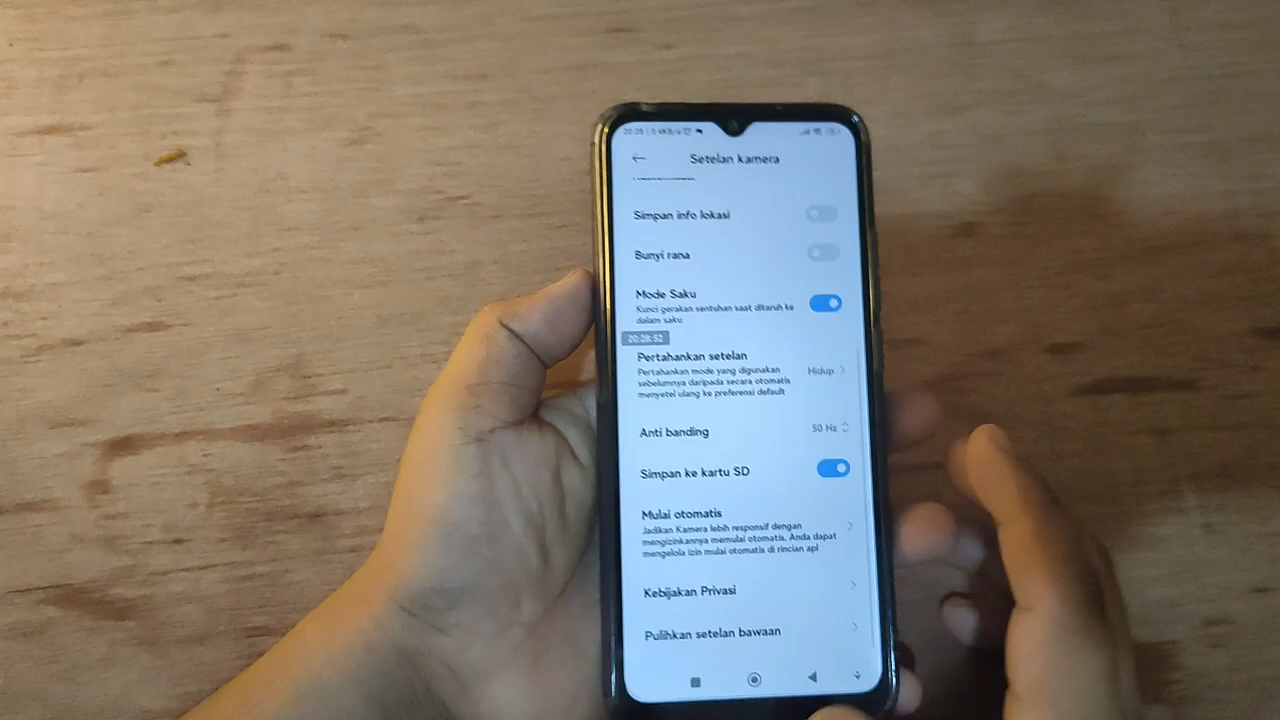 Setelan kamera
Simpan info lokasi
Bunyi rana
Mode Saku
Kunci gerakan sentuhan saat ditaruh ke
dalam saku
20:28:52
Pertahankan setelan
Pertahankan mode yang digunakan
sebelumnya daripada secara otomatis
menyetel ulang ke preferensi default
Hidup
Anti banding
50 Hz
Simpan ke kartu SD
Mulai otomatis
Jadikan Kamera lebih responsif dengan
mengizinkannya memulai otomatis. Anda dapat
mengelola izin mulai otomatis di rincian apl
Kebijakan Privasi
Pulihkan setelan bawaan